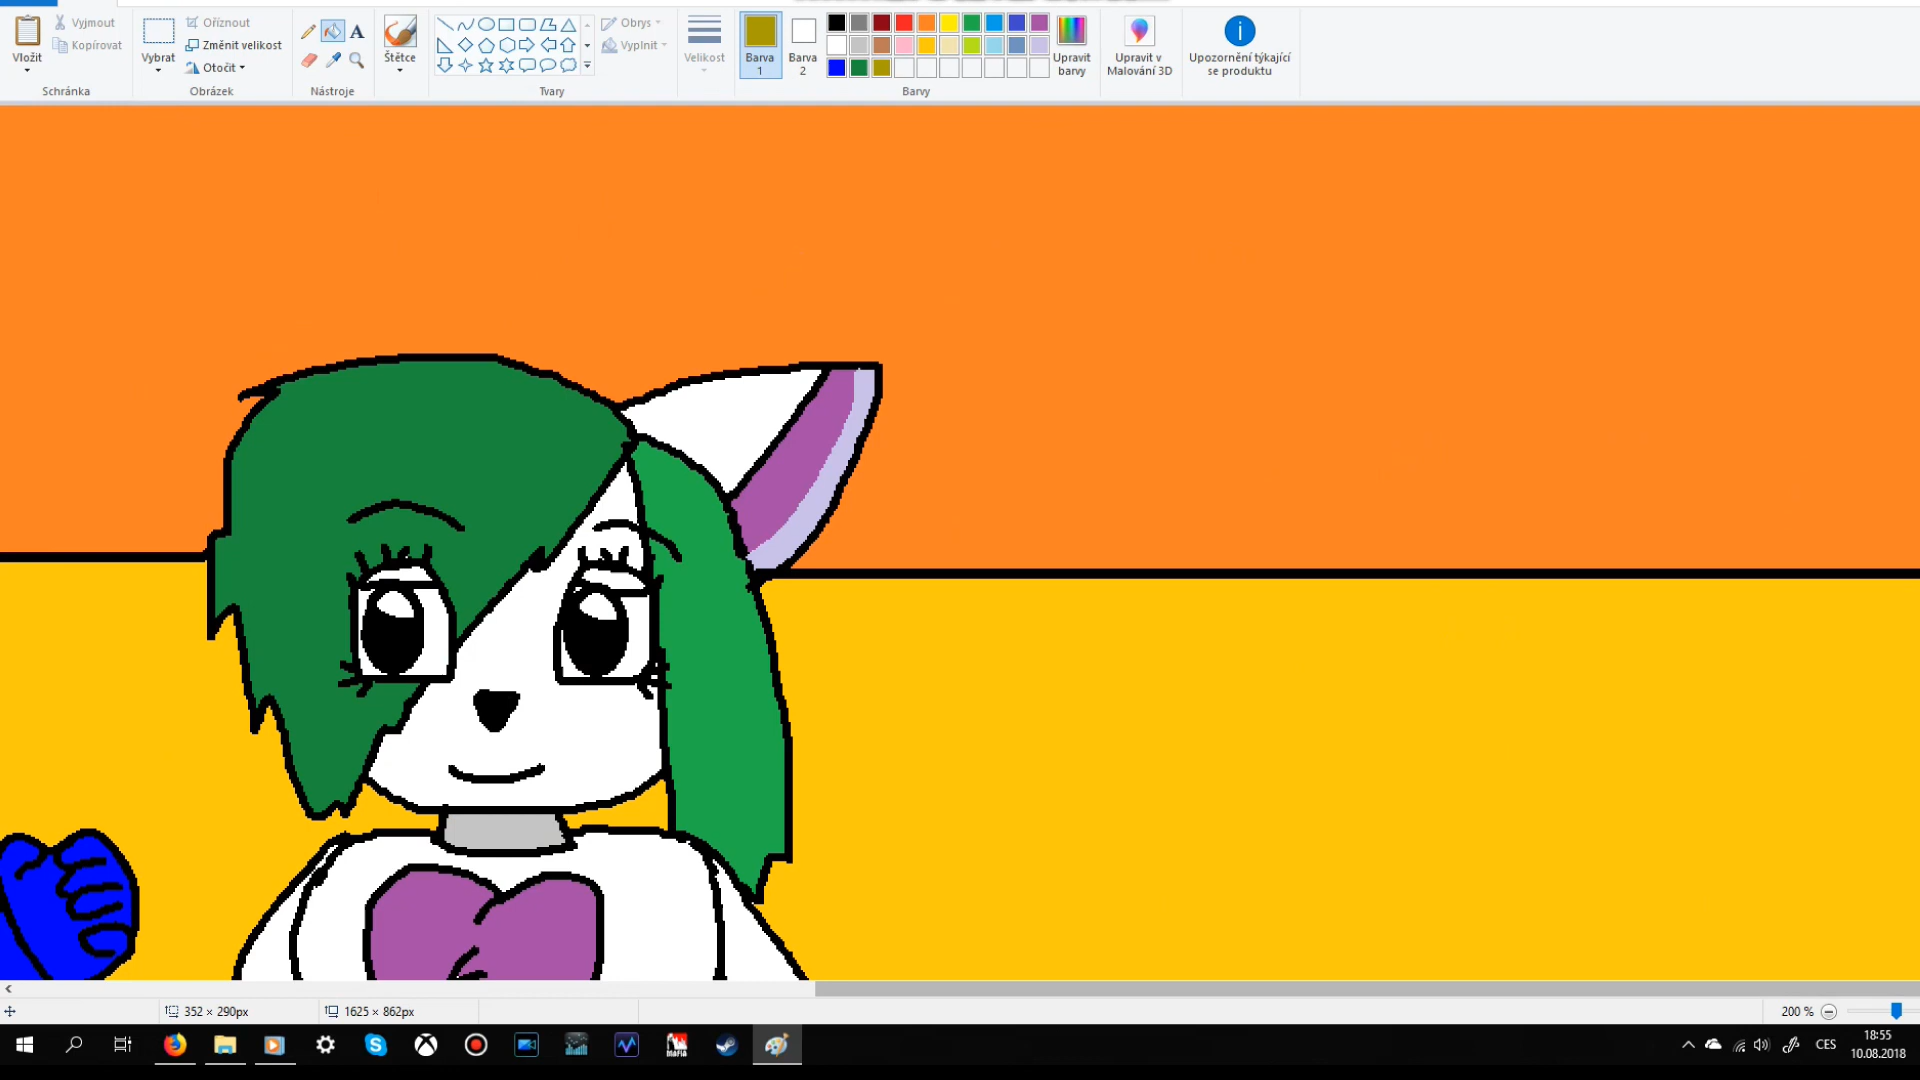 Vložit
Vyjmout
Kopírovat
Schránka
Vybrat
Oříznout
Změnit velikost
Otočit
Obrázek
A
Nástroje
Štětce
Obrys
Vyplnit
Tvary
Velikost
Barva
1
Barva
2
Upravit
barvy
Barvy
Upravit v
Malování 3D
Upozornění týkající
se produktu
352 × 290px
1625 × 862px
200 %
MAFIA
CES
18:55
10.08.2018